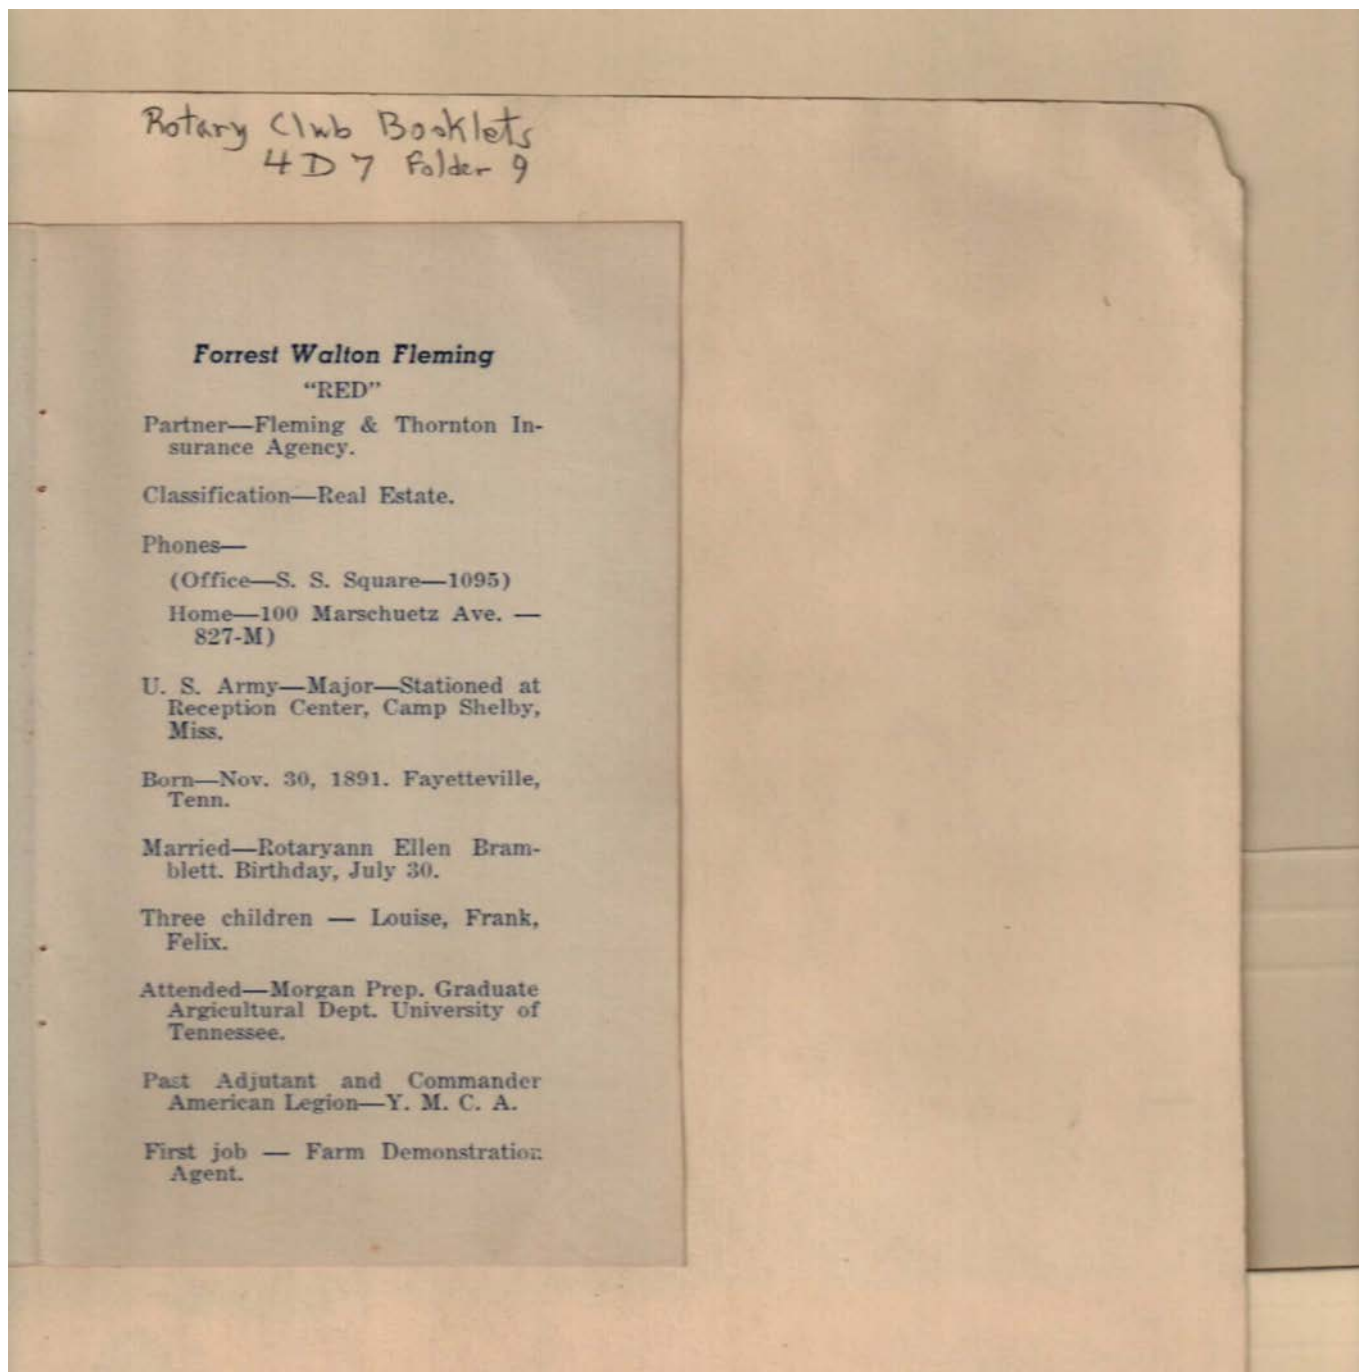 Rotary Club Booklets
4 D 7 Folder 9
Forrest Walton Fleming
“RED”
Partner—Fleming & Thornton In-
surance Agency.
Classification—Real Estate.
Phones—
(Office—S. S. Square—1095)
Home—100 Marschuetz Ave. —
827-M)
U. S. Army—Major—Stationed at
Reception Center, Camp Shelby,
Miss.
Born—Nov. 30, 1891. Fayetteville,
Tenn.
Married—Rotaryann Ellen Bram-
blett. Birthday, July 30.
Three children — Louise, Frank,
Felix.
Attended—Morgan Prep. Graduate
Argicultural Dept. University of
Tennessee.
Past Adjutant and Commander
American Legion—Y. M. C. A.
First job — Farm Demonstration
Agent.